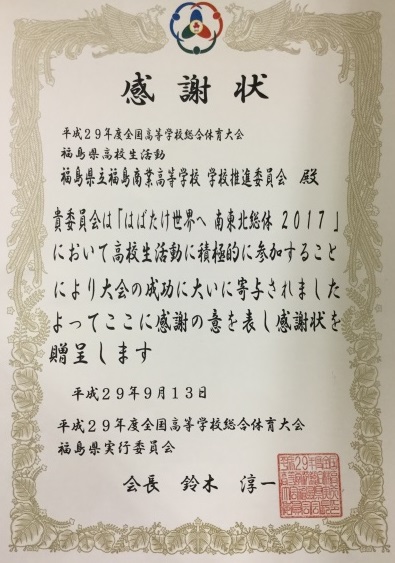 感謝状
平成29年度全国高等学校総合体育大会
福島県高校生活動
福島県立福島商業高等学校 学校推進委員会 殿
貴委員会は「はばたけ世界へ 南東北総体 2017」
において高校生活動に積極的に参加すること
により大会の成功に大いに寄与されました
よってここに感謝の意を表し感謝状を
贈呈します
平成29年9月13日
平成29年度全国高等学校総合体育大会
福島県実行委員会
会長 鈴木 淳一